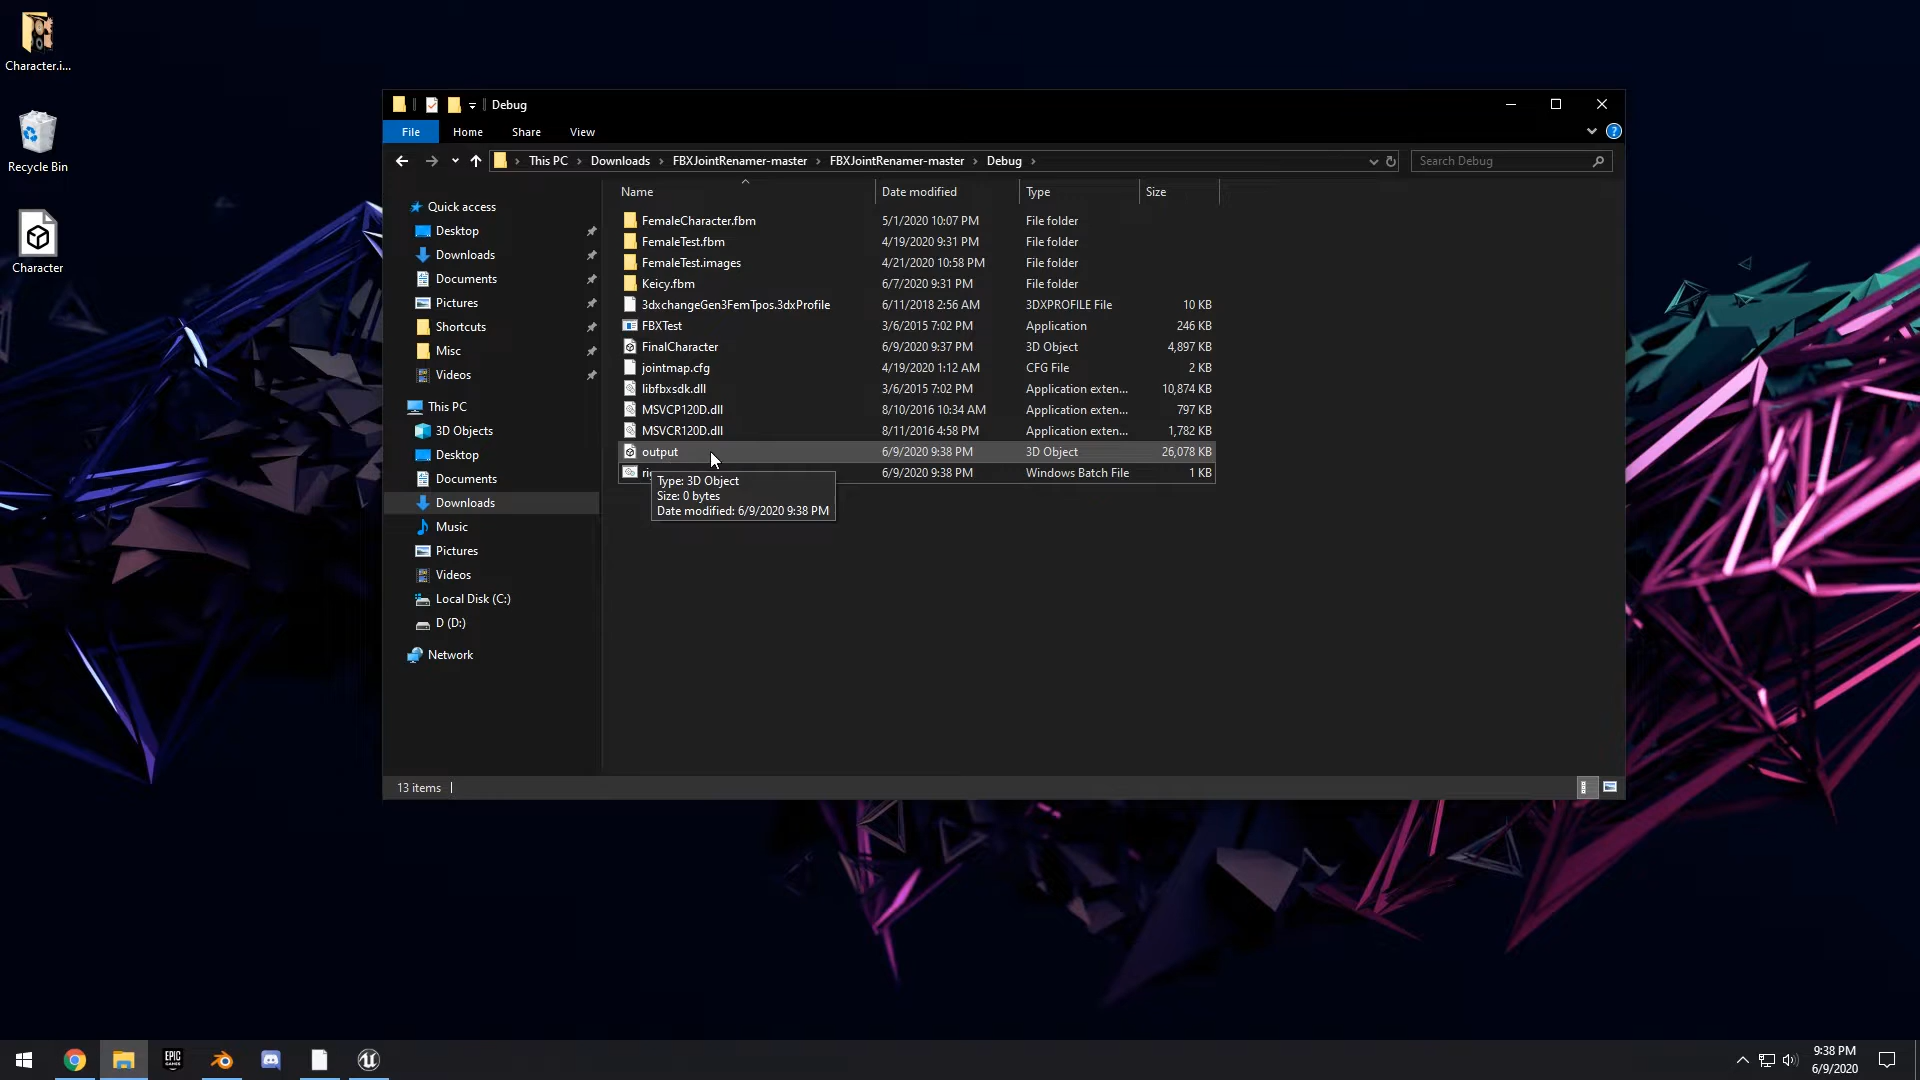 Character.i...
Recycle Bin
Character
Debug
File Home Share View
This PC Downloads FBXJointRenamer-master FBXJointRenamer-master Debug
Search Debug
Name Date modified Type Size
Quick access
Desktop
Downloads
Documents
Pictures
Shortcuts
Misc
Videos
This PC
3D Objects
Desktop
Documents
Downloads
Music
Pictures
Videos
Local Disk (C:)
D (D:)
Network
FemaleCharacter.fbm 5/1/2020 10:07 PM File folder
FemaleTest.fbm 4/19/2020 9:31 PM File folder
FemaleTest.images 4/21/2020 10:58 PM File folder
Keicy.fbm 6/7/2020 9:31 PM File folder
3dxchangeGen3FemTpos.3dxProfile 6/11/2018 2:56 AM 3DXPROFILE File 10 KB
FBXTest 3/6/2015 7:02 PM Application 246 KB
FinalCharacter 6/9/2020 9:37 PM 3D Object 4,897 KB
jointmap.cfg 4/19/2020 1:12 AM CFG File 2 KB
libfbxsdk.dll 3/6/2015 7:02 PM Application exten... 10,874 KB
MSVCP120D.dll 8/10/2016 10:34 AM Application exten... 797 KB
MSVCR120D.dll 8/11/2016 4:58 PM Application exten... 1,782 KB
output 6/9/2020 9:38 PM 3D Object 26,078 KB
6/9/2020 9:38 PM Windows Batch File 1 KB
Type: 3D Object
Size: 0 bytes
Date modified: 6/9/2020 9:38 PM
13 items
EPIC
GAMES
9:38 PM
6/9/2020